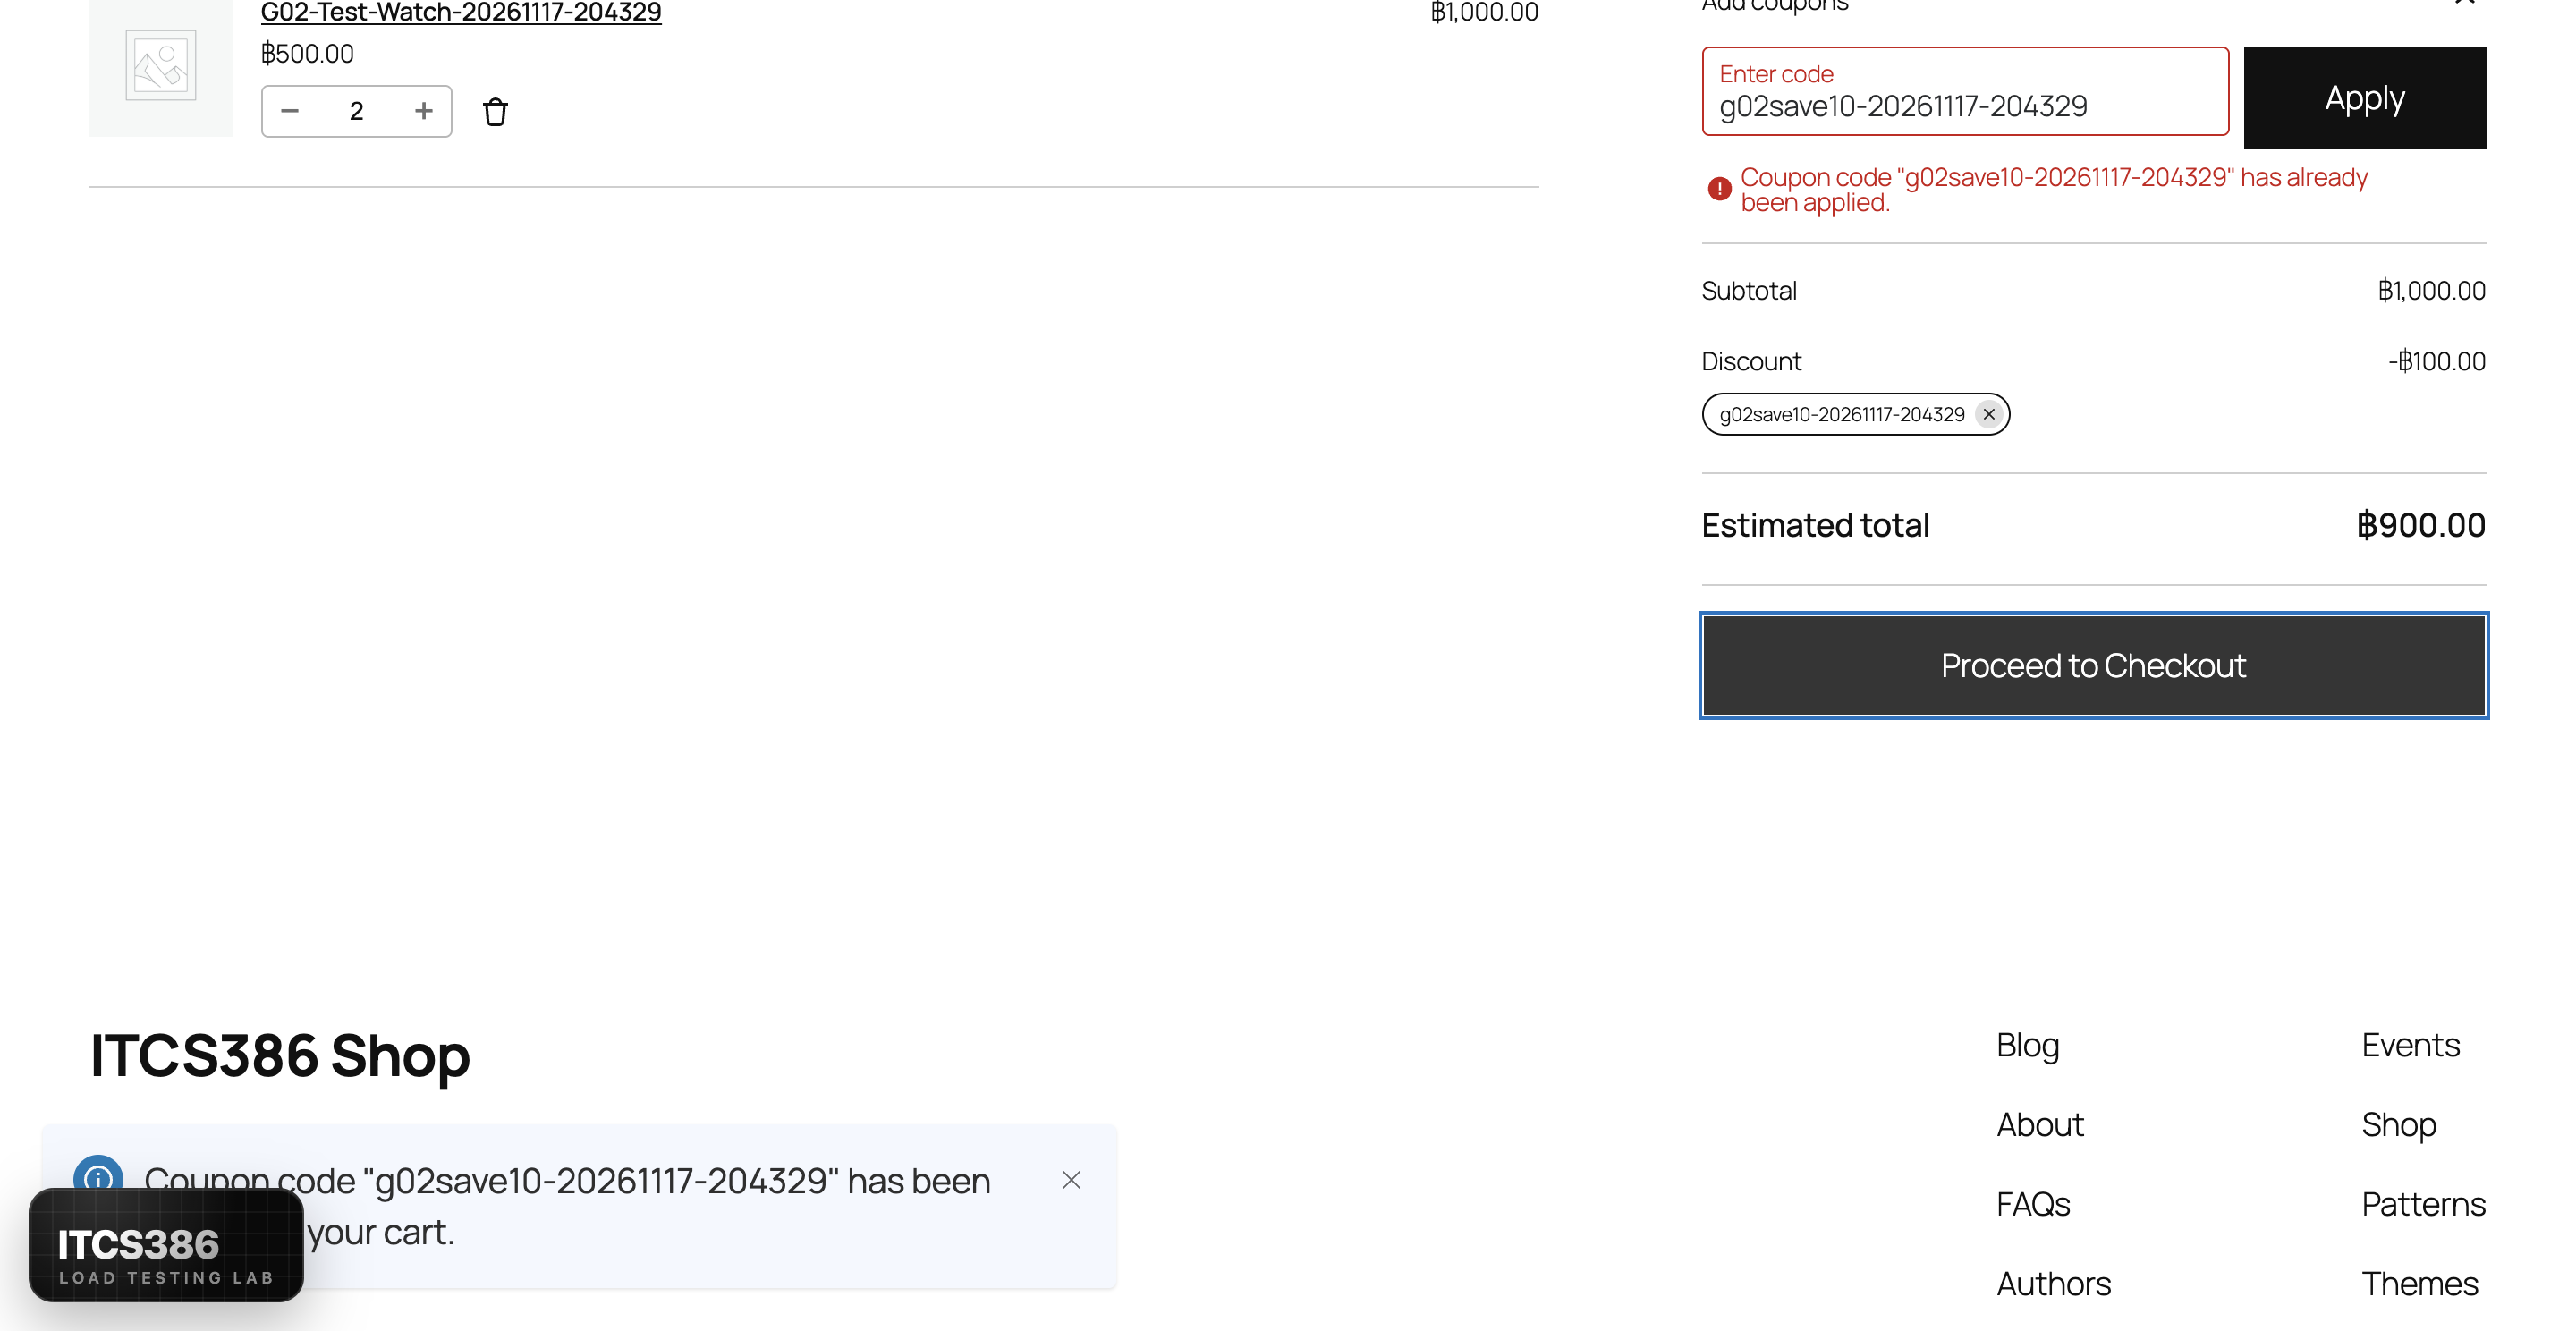 G02-Test-Watch-20261117-204329
฿1,000.00
฿500.00
− 2 +
Add coupons
Enter code
g02save10-20261117-204329
Apply
Coupon code "g02save10-20261117-204329" has already
been applied.
Subtotal ฿1,000.00
Discount -฿100.00
g02save10-20261117-204329
Estimated total ฿900.00
Proceed to Checkout
ITCS386 Shop
Coupon code "g02save10-20261117-204329" has been
your cart.
ITCS386
LOAD TESTING LAB
Blog
About
FAQs
Authors
Events
Shop
Patterns
Themes